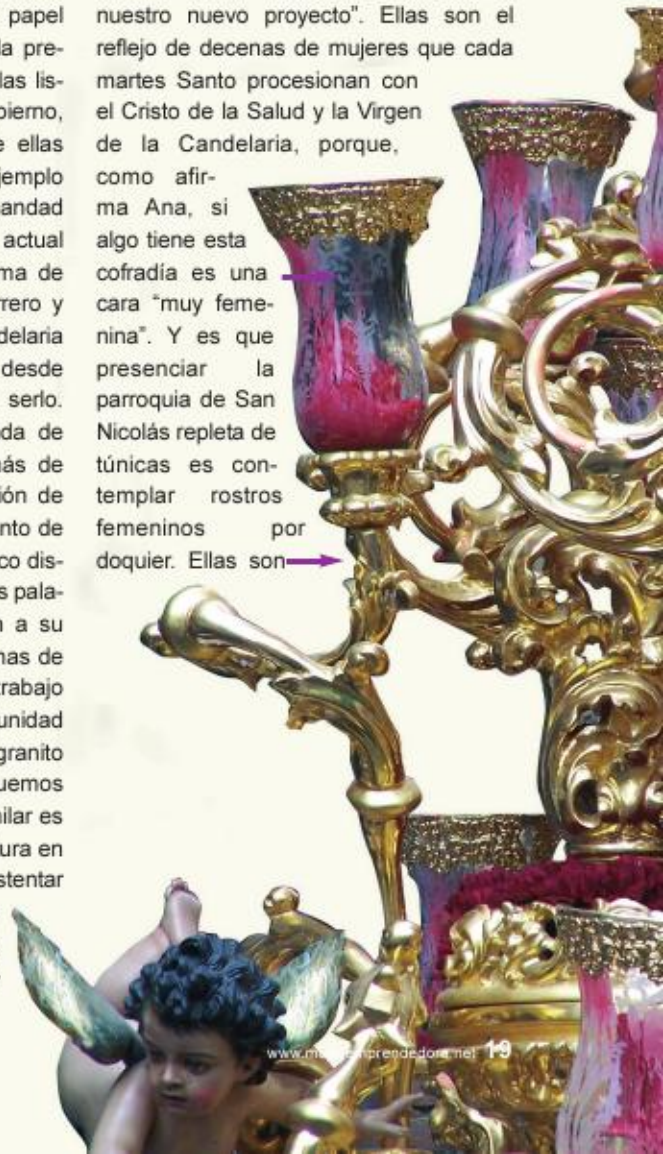 papel
la pre-
las lis-
bierno,
e ellas
jemplo
andad
actual
ma de
rrero y
delaria
desde
serlo.
da de
ás de
ión de
nto de
co dis-
s pala-
n a su
nas de
trabajo
unidad
granito
uemos
ilar es
ura en
stentar
nuestro nuevo proyecto”. Ellas son el
reflejo de decenas de mujeres que cada
martes Santo procesionan con
el Cristo de la Salud y la Virgen
de la Candelaria, porque,
como afir-
ma Ana, si
algo tiene esta
cofradía es una
cara “muy feme-
nina”. Y es que
presenciar la
parroquia de San
Nicolás repleta de
túnicas es con-
templar rostros
femeninos por
doquier. Ellas son
www.mujeremprendedora.net 19